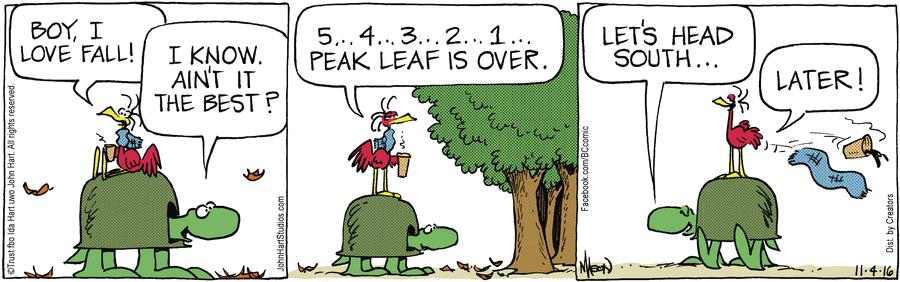 BOY, I
LOVE FALL!
I KNOW.
AIN'T IT
THE BEST?
©Trust fbo Ida Hart uwo John Hart. All rights reserved.
JohnHartStudios.com
5... 4... 3... 2... 1...
PEAK LEAF IS OVER.
Facebook.com/BCcomic
LET'S HEAD
SOUTH...
LATER!
MASON
Dist. by Creators
11.4.16